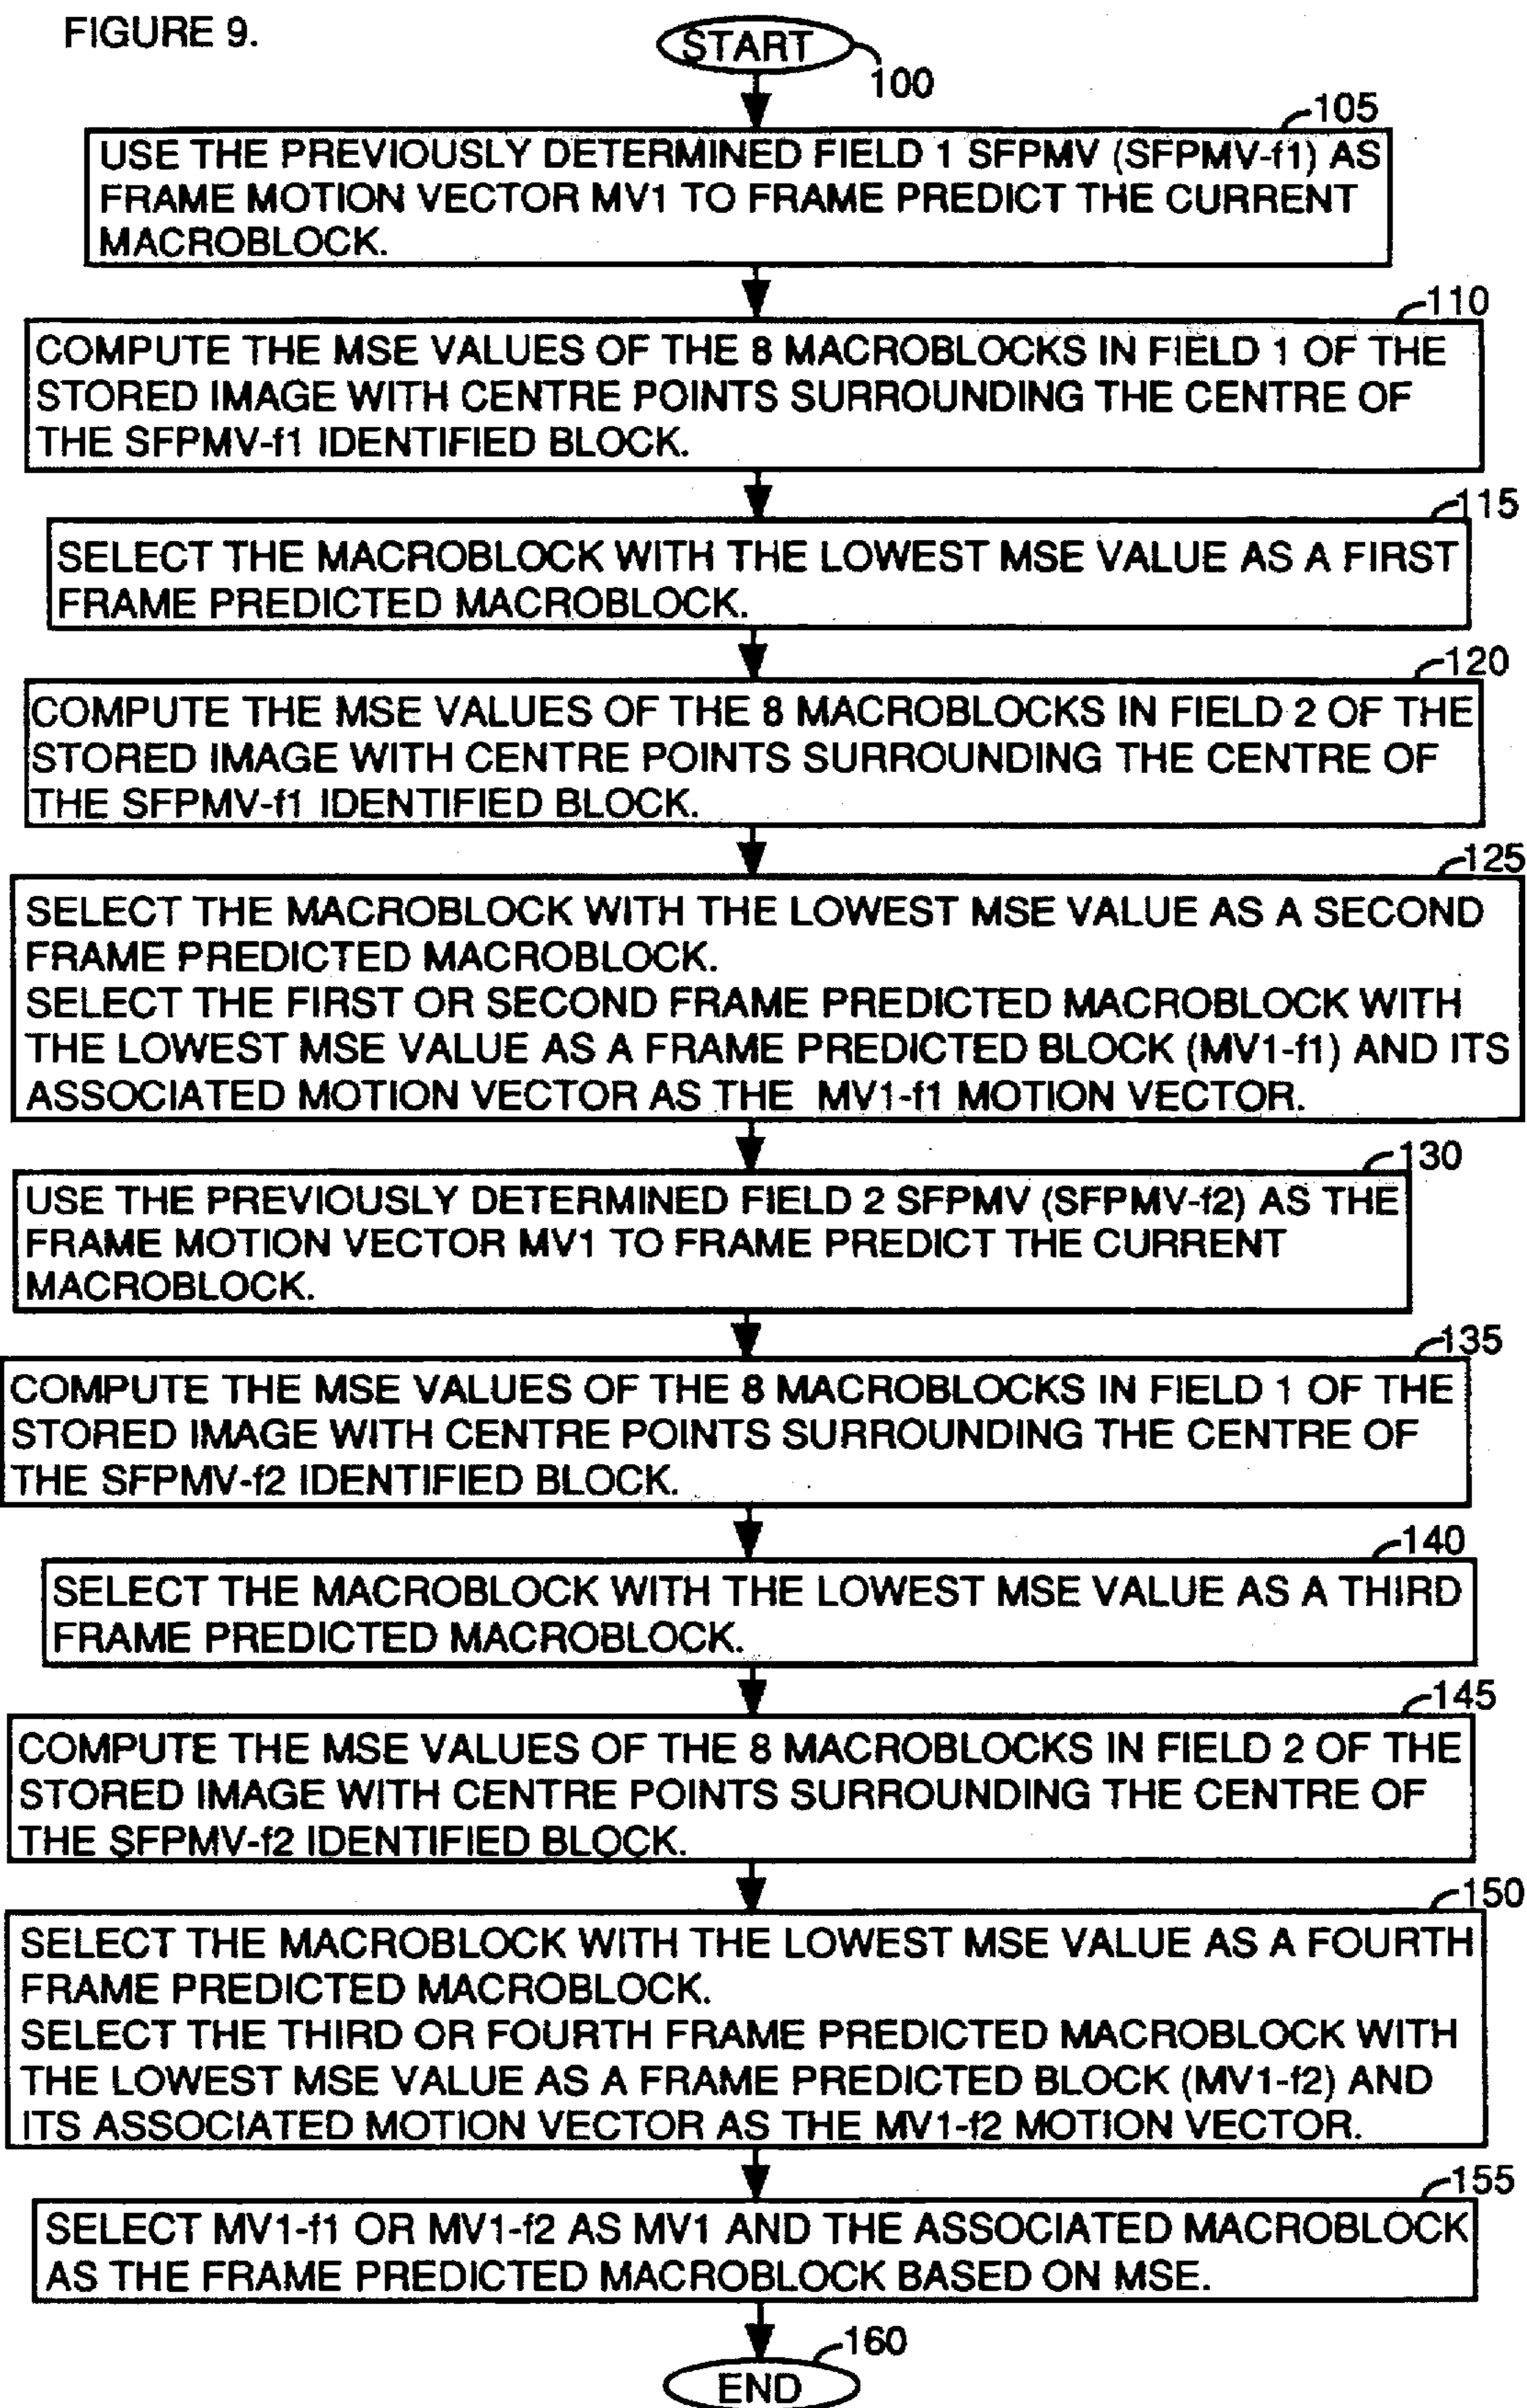 FIGURE 9.
START
100
105
USE THE PREVIOUSLY DETERMINED FIELD 1 SFPMV (SFPMV-f1) AS
FRAME MOTION VECTOR MV1 TO FRAME PREDICT THE CURRENT
MACROBLOCK.
110
COMPUTE THE MSE VALUES OF THE 8 MACROBLOCKS IN FIELD 1 OF THE
STORED IMAGE WITH CENTRE POINTS SURROUNDING THE CENTRE OF
THE SFPMV-f1 IDENTIFIED BLOCK.
115
SELECT THE MACROBLOCK WITH THE LOWEST MSE VALUE AS A FIRST
FRAME PREDICTED MACROBLOCK.
120
COMPUTE THE MSE VALUES OF THE 8 MACROBLOCKS IN FIELD 2 OF THE
STORED IMAGE WITH CENTRE POINTS SURROUNDING THE CENTRE OF
THE SFPMV-f1 IDENTIFIED BLOCK.
125
SELECT THE MACROBLOCK WITH THE LOWEST MSE VALUE AS A SECOND
FRAME PREDICTED MACROBLOCK.
SELECT THE FIRST OR SECOND FRAME PREDICTED MACROBLOCK WITH
THE LOWEST MSE VALUE AS A FRAME PREDICTED BLOCK (MV1-f1) AND ITS
ASSOCIATED MOTION VECTOR AS THE MV1-f1 MOTION VECTOR.
130
USE THE PREVIOUSLY DETERMINED FIELD 2 SFPMV (SFPMV-f2) AS THE
FRAME MOTION VECTOR MV1 TO FRAME PREDICT THE CURRENT
MACROBLOCK.
135
COMPUTE THE MSE VALUES OF THE 8 MACROBLOCKS IN FIELD 1 OF THE
STORED IMAGE WITH CENTRE POINTS SURROUNDING THE CENTRE OF
THE SFPMV-f2 IDENTIFIED BLOCK.
140
SELECT THE MACROBLOCK WITH THE LOWEST MSE VALUE AS A THIRD
FRAME PREDICTED MACROBLOCK.
145
COMPUTE THE MSE VALUES OF THE 8 MACROBLOCKS IN FIELD 2 OF THE
STORED IMAGE WITH CENTRE POINTS SURROUNDING THE CENTRE OF
THE SFPMV-f2 IDENTIFIED BLOCK.
150
SELECT THE MACROBLOCK WITH THE LOWEST MSE VALUE AS A FOURTH
FRAME PREDICTED MACROBLOCK.
SELECT THE THIRD OR FOURTH FRAME PREDICTED MACROBLOCK WITH
THE LOWEST MSE VALUE AS A FRAME PREDICTED BLOCK (MV1-f2) AND
ITS ASSOCIATED MOTION VECTOR AS THE MV1-f2 MOTION VECTOR.
155
SELECT MV1-f1 OR MV1-f2 AS MV1 AND THE ASSOCIATED MACROBLOCK
AS THE FRAME PREDICTED MACROBLOCK BASED ON MSE.
160
END